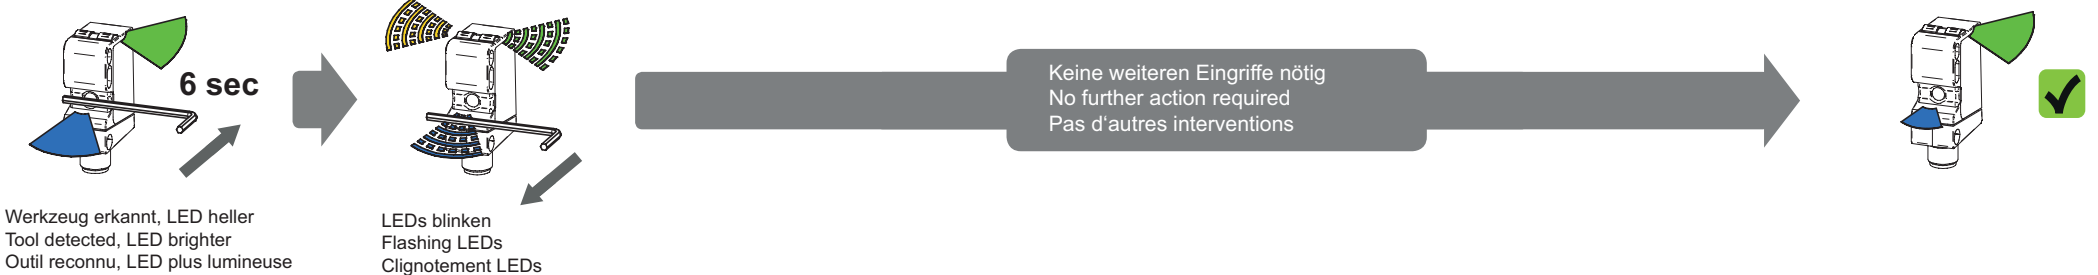 6 sec
Werkzeug erkannt, LED heller
Tool detected, LED brighter
Outil reconnu, LED plus lumineuse
LEDs blinken
Flashing LEDs
Clignotement LEDs
Keine weiteren Eingriffe nötig
No further action required
Pas d‘autres interventions